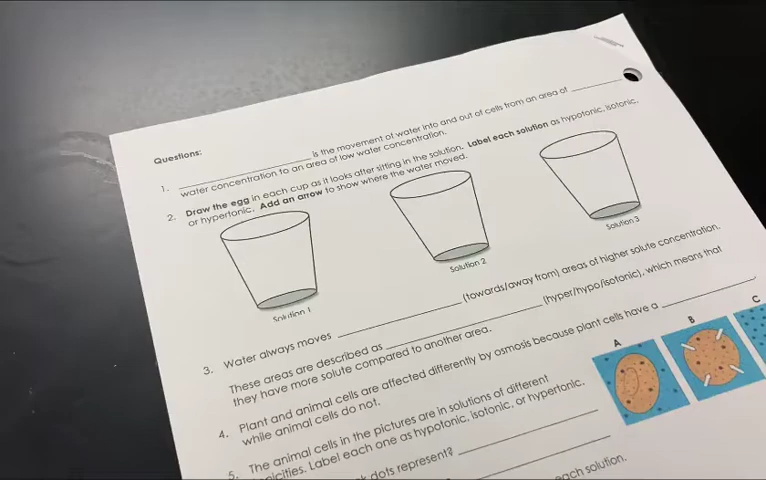 Questions:
1. ____________ is the movement of water into and out of cells from an area of ________
water concentration to an area of low water concentration.
2. Draw the egg in each cup as it looks after sitting in the solution. Label each solution as hypotonic, isotonic,
or hypertonic. Add an arrow to show where the water moved.
Solution 1
Solution 2
Solution 3
3. Water always moves ____________ (towards/away from) areas of higher solute concentration.
These areas are described as ____________ (hyper/hypo/isotonic), which means that
they have more solute compared to another area.
4. Plant and animal cells are affected differently by osmosis because plant cells have a ____________,
while animal cells do not.
A
B
C
5. The animal cells in the pictures are in solutions of different
Label each one as hypotonic, isotonic, or hypertonic.
dots represent? ____________
each solution.